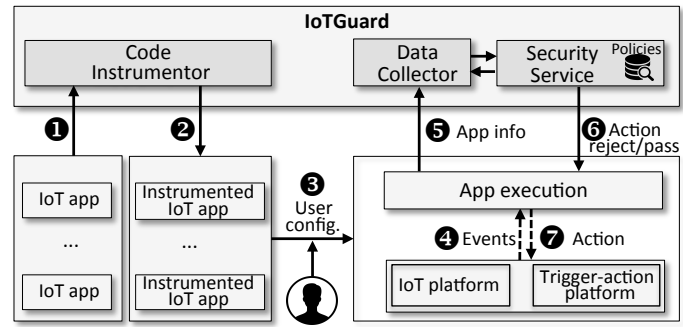 IoTGuard
Code
Instrumentor
Data
Collector
Security
Service
Policies
❶
❷
❺ App info
❻ Action
reject/pass
IoT app
...
IoT app
Instrumented
IoT app
...
Instrumented
IoT app
❸
User
config.
App execution
❹ Events
❼ Action
IoT platform
Trigger-action
platform